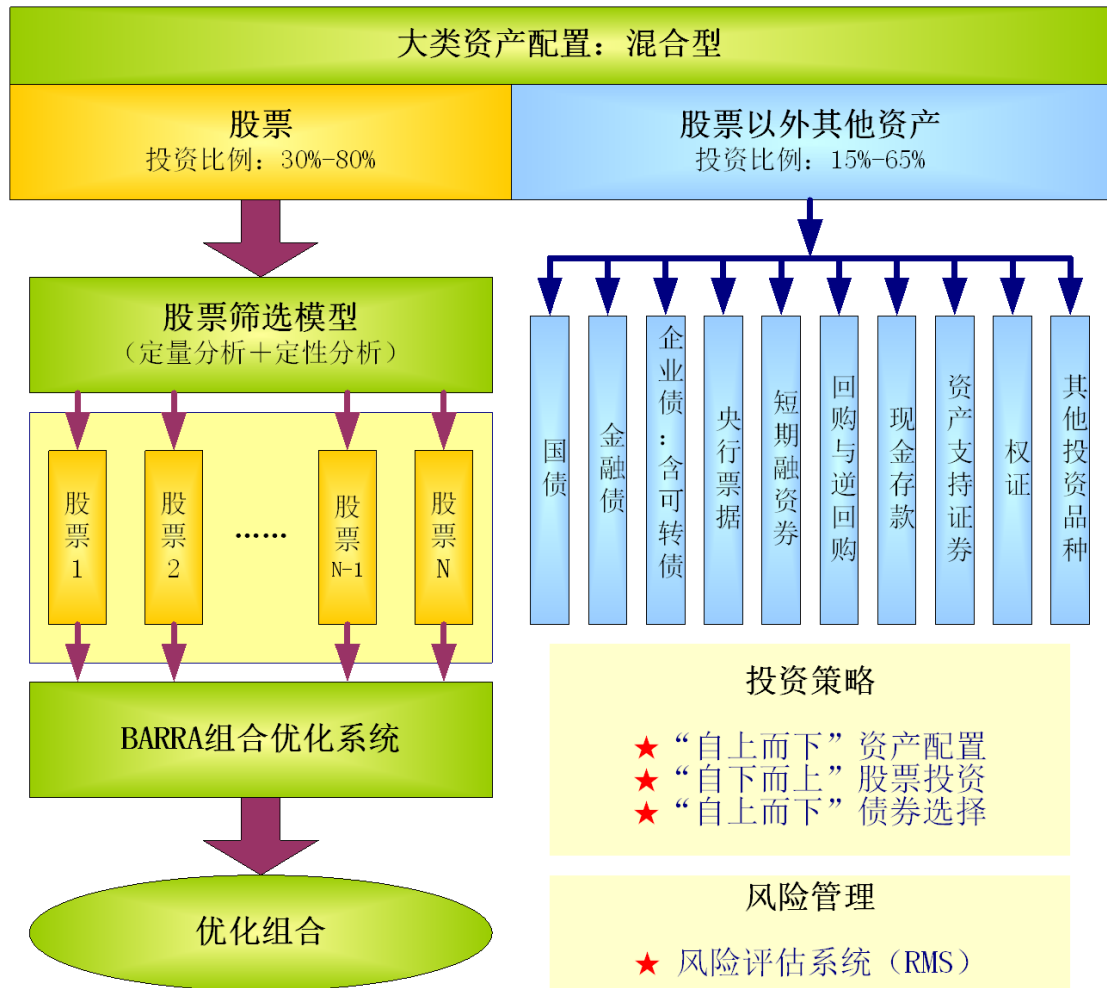 大类资产配置：混合型
股票
投资比例：30%-80%
股票以外其他资产
投资比例：15%-65%
股票筛选模型
（定量分析＋定性分析）
股票1
股票2
……
股票N-1
股票N
BARRA组合优化系统
优化组合
国债
金融债
企业债：含可转债
央行票据
短期融资券
回购与逆回购
现金存款
资产支持证券
权证
其他投资品种
投资策略
★“自上而下”资产配置
★“自下而上”股票投资
★“自上而下”债券选择
风险管理
★ 风险评估系统（RMS）